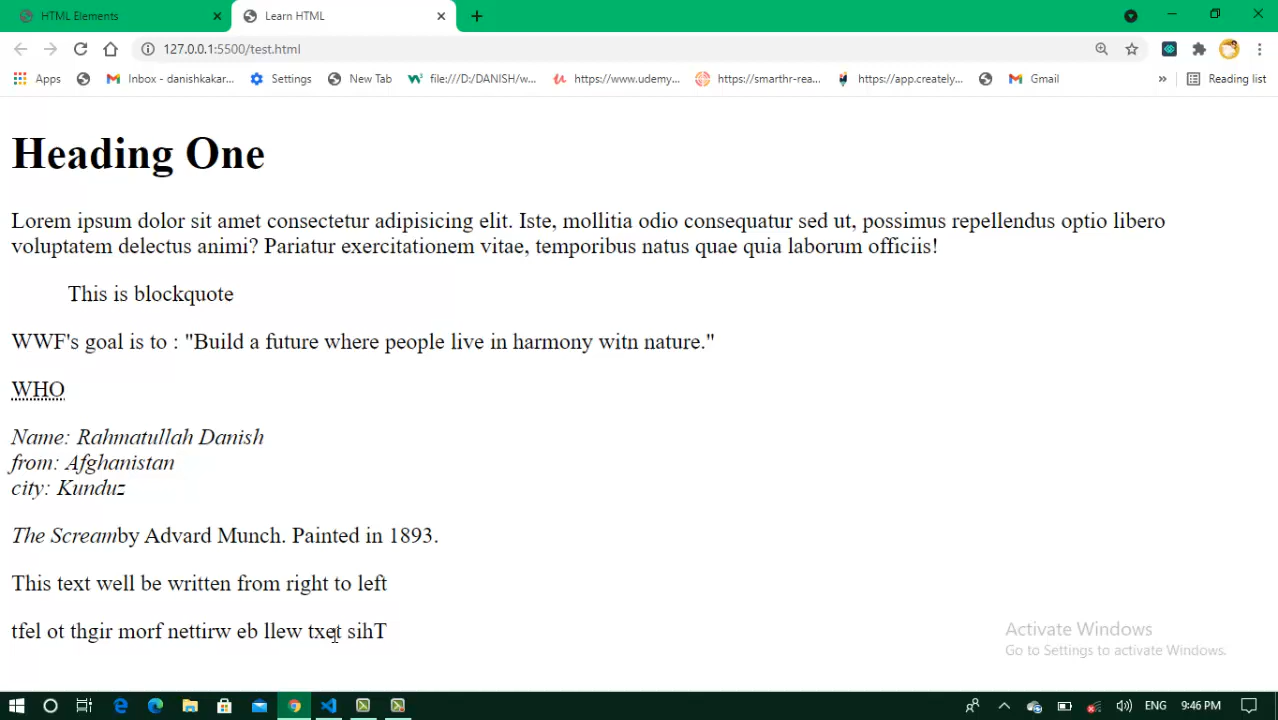 HTML Elements
Learn HTML
127.0.0.1:5500/test.html
Apps
Inbox - danishkakar...
Settings
New Tab
file:///D:/DANISH/w...
https://www.udemy...
https://smarthr-rea...
https://app.creately...
Gmail
»
Reading list
Heading One
Lorem ipsum dolor sit amet consectetur adipisicing elit. Iste, mollitia odio consequatur sed ut, possimus repellendus optio libero
voluptatem delectus animi? Pariatur exercitationem vitae, temporibus natus quae quia laborum officiis!
This is blockquote
WWF's goal is to : "Build a future where people live in harmony witn nature."
WHO
Name: Rahmatullah Danish
from: Afghanistan
city: Kunduz
The Screamby Advard Munch. Painted in 1893.
This text well be written from right to left
tfel ot thgir morf nettirw eb llew txet sihT
Activate Windows
Go to Settings to activate Windows.
ENG
9:46 PM